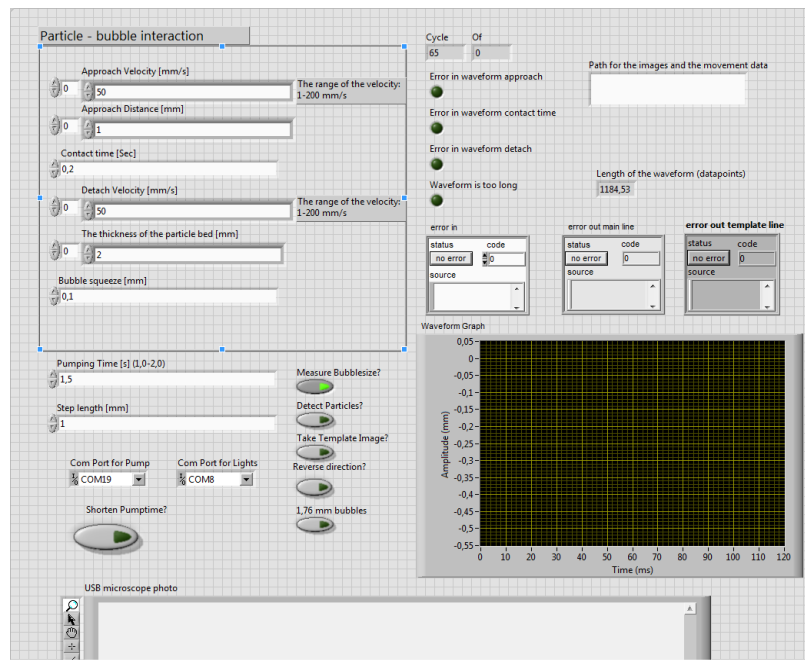 Particle - bubble interaction
Approach Velocity [mm/s]
0
50
The range of the velocity:
1-200 mm/s
Approach Distance [mm]
0
1
Contact time [Sec]
0,2
Detach Velocity [mm/s]
0
50
The range of the velocity:
1-200 mm/s
The thickness of the particle bed [mm]
0
2
Bubble squeeze [mm]
0,1
Pumping Time [s] (1,0-2,0)
1,5
Step length [mm]
1
Com Port for Pump
COM19
Com Port for Lights
COM8
Shorten Pumptime?
Measure Bubblesize?
Detect Particles?
Take Template Image?
Reverse direction?
1,76 mm bubbles
Cycle Of
65 0
Error in waveform approach
Error in waveform contact time
Error in waveform detach
Waveform is too long
Path for the images and the movement data
Length of the waveform (datapoints)
1184,53
error in
status code
no error 0
source
error out main line
status code
no error 0
source
error out template line
status code
no error 0
source
Waveform Graph
Amplitude (mm)
0,05
0
-0,05
-0,1
-0,15
-0,2
-0,25
-0,3
-0,35
-0,4
-0,45
-0,5
-0,55
0 10 20 30 40 50 60 70 80 90 100 110 120
Time (ms)
USB microscope photo